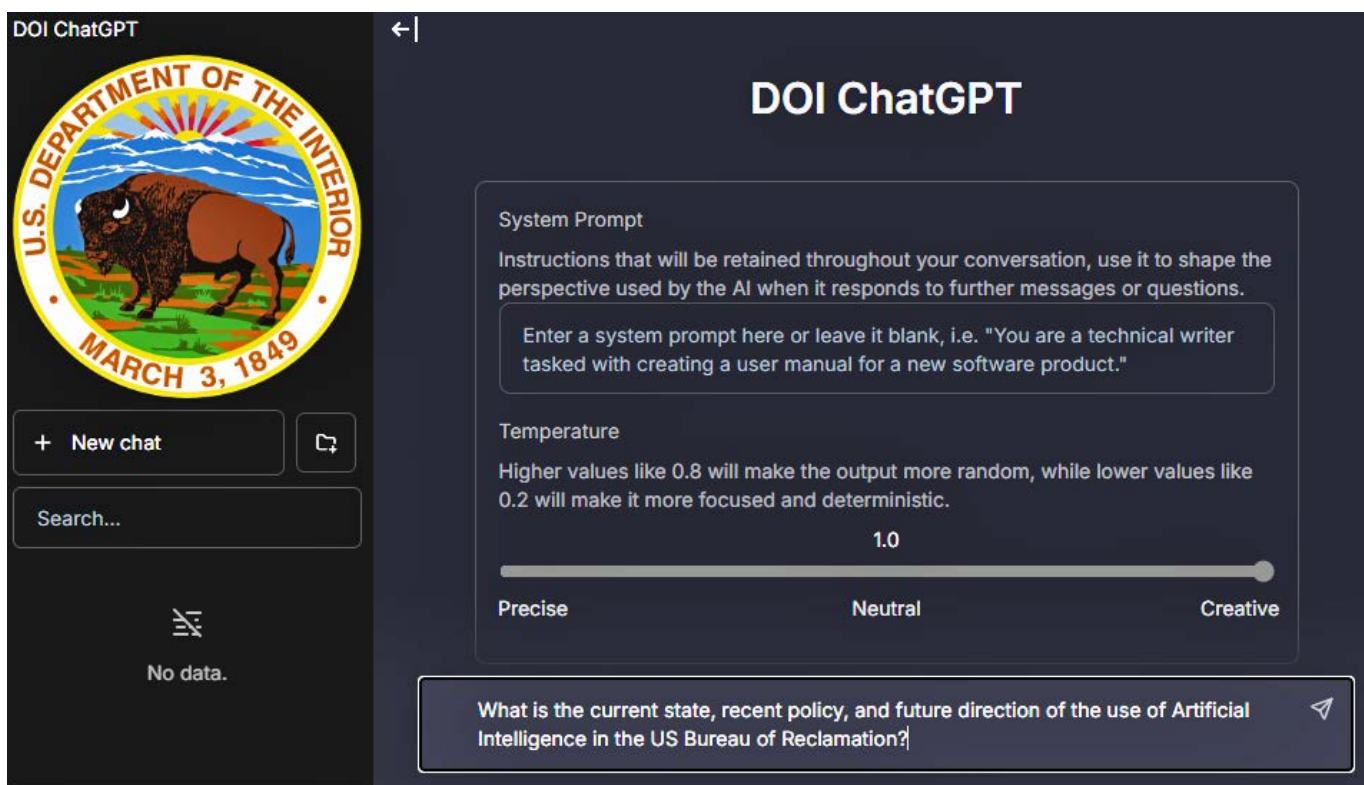 DOI ChatGPT
U.S. DEPARTMENT OF THE INTERIOR
MARCH 3, 1849
+ New chat
Search...
No data.
DOI ChatGPT
System Prompt
Instructions that will be retained throughout your conversation, use it to shape the
perspective used by the AI when it responds to further messages or questions.
Enter a system prompt here or leave it blank, i.e. "You are a technical writer
tasked with creating a user manual for a new software product."
Temperature
Higher values like 0.8 will make the output more random, while lower values like
0.2 will make it more focused and deterministic.
1.0
Precise Neutral Creative
What is the current state, recent policy, and future direction of the use of Artificial
Intelligence in the US Bureau of Reclamation?